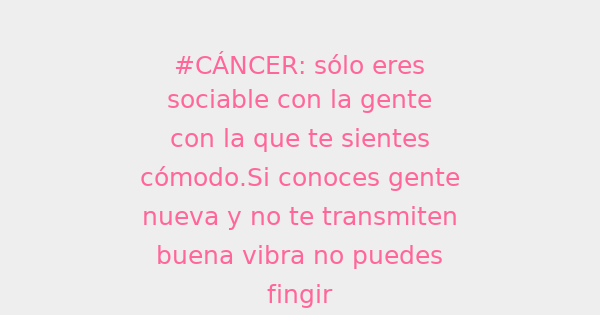 #CÁNCER: sólo eres
sociable con la gente
con la que te sientes
cómodo.Si conoces gente
nueva y no te transmiten
buena vibra no puedes
fingir